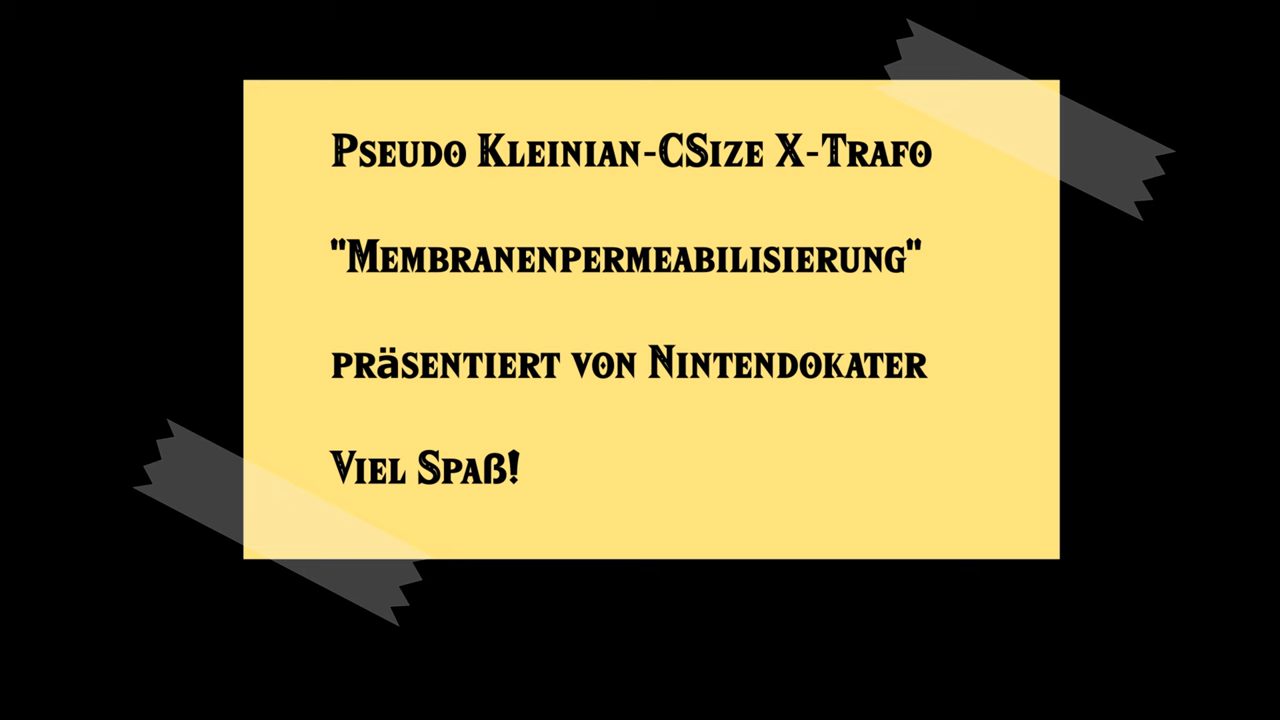 Pseudo Kleinian-CSize X-Trafo
"Membranenpermeabilisierung"
präsentiert von Nintendokater
Viel Spaß!